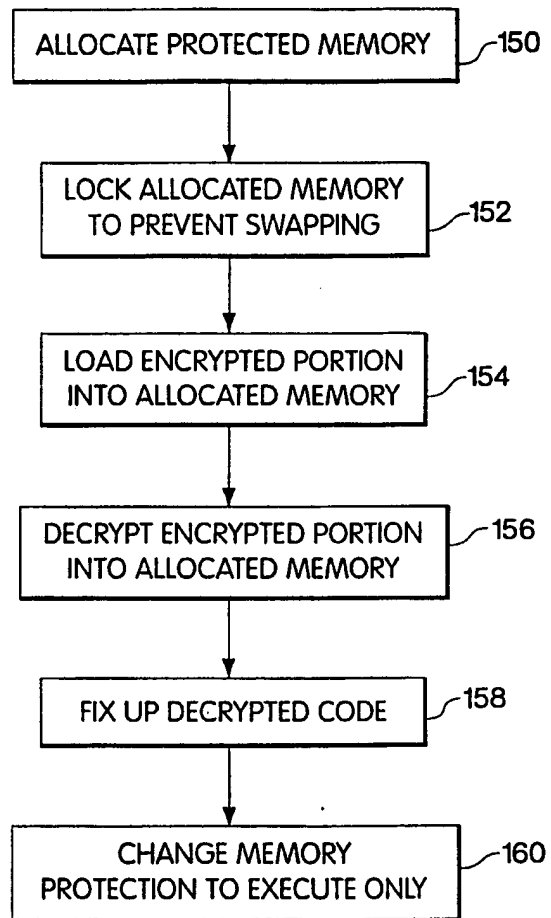 ALLOCATE PROTECTED MEMORY
150
LOCK ALLOCATED MEMORY
TO PREVENT SWAPPING
152
LOAD ENCRYPTED PORTION
INTO ALLOCATED MEMORY
154
DECRYPT ENCRYPTED PORTION
INTO ALLOCATED MEMORY
156
FIX UP DECRYPTED CODE
158
CHANGE MEMORY
PROTECTION TO EXECUTE ONLY
160